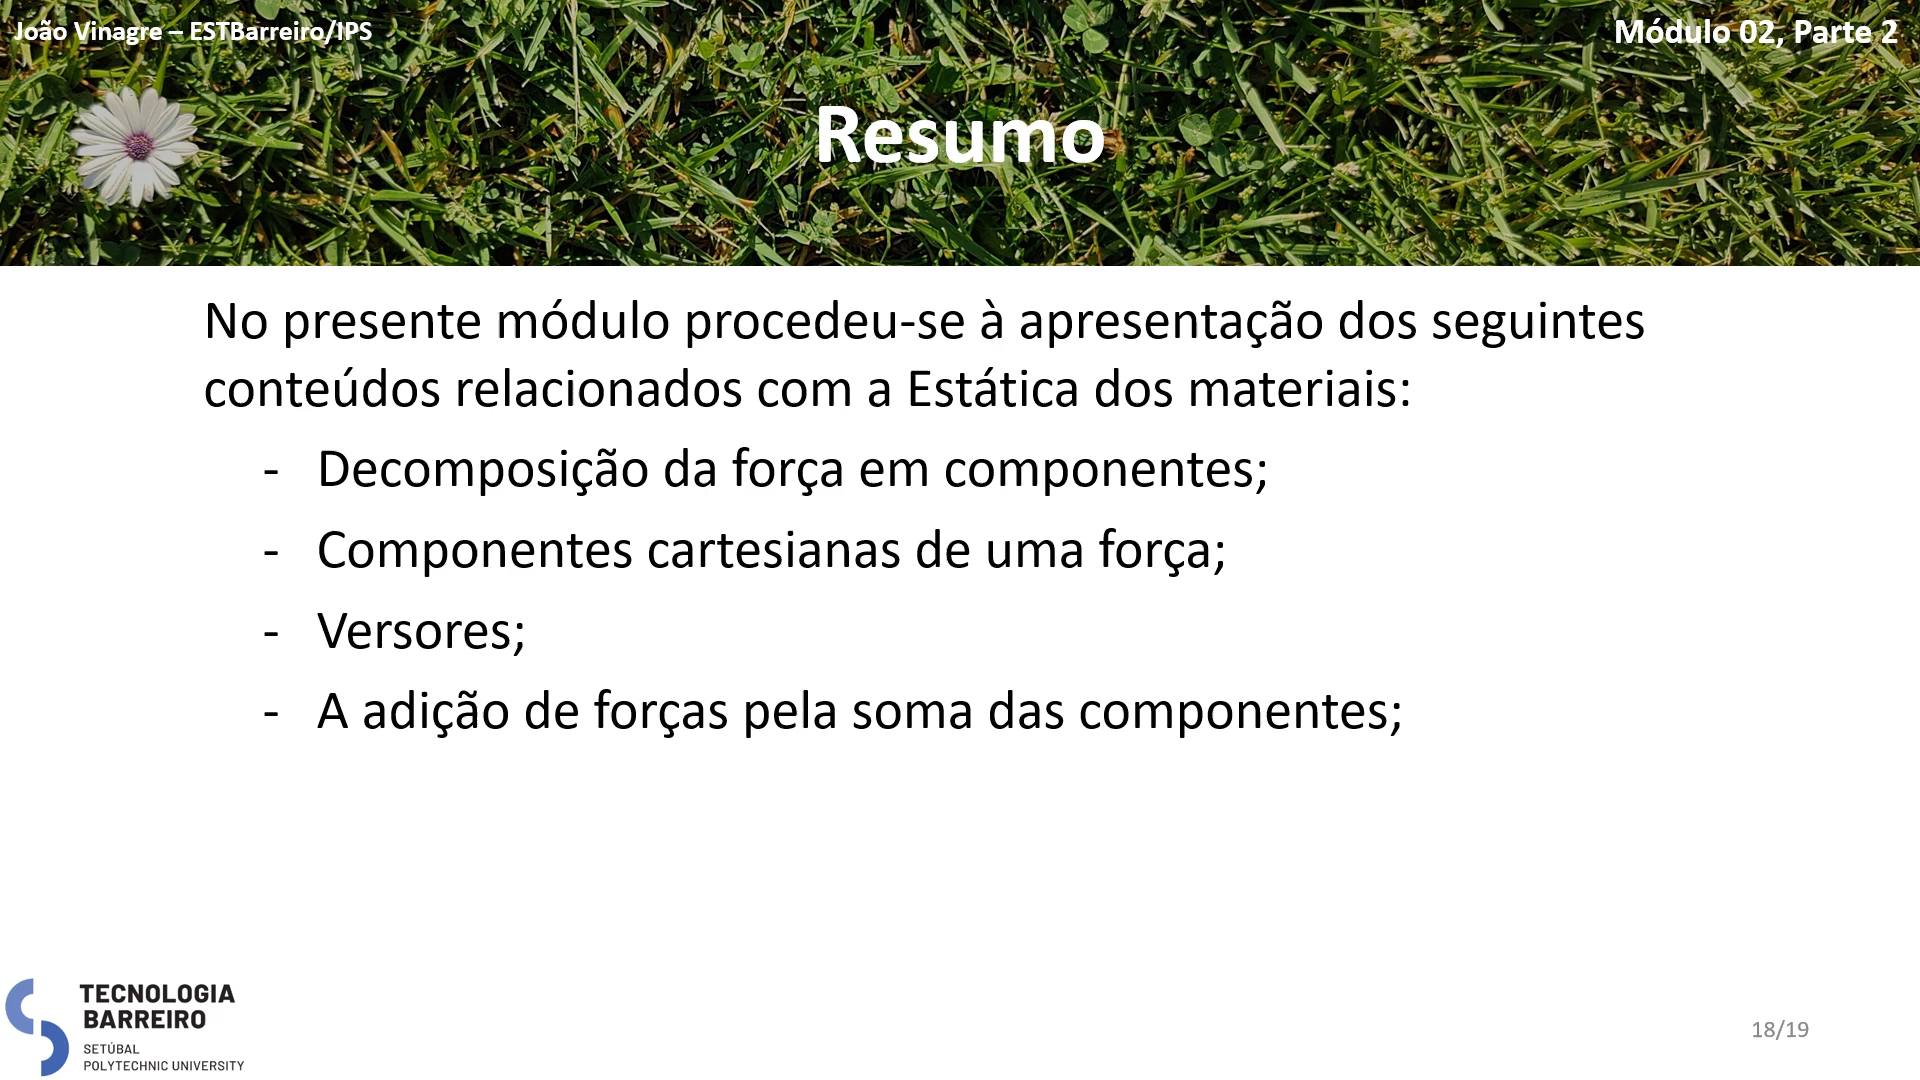 João Vinagre – ESTBarreiro/IPS
Módulo 02, Parte 2
Resumo
No presente módulo procedeu-se à apresentação dos seguintes
conteúdos relacionados com a Estática dos materiais:
- Decomposição da força em componentes;
- Componentes cartesianas de uma força;
- Versores;
- A adição de forças pela soma das componentes;
TECNOLOGIA
BARREIRO
SETÚBAL
POLYTECHNIC UNIVERSITY
18/19